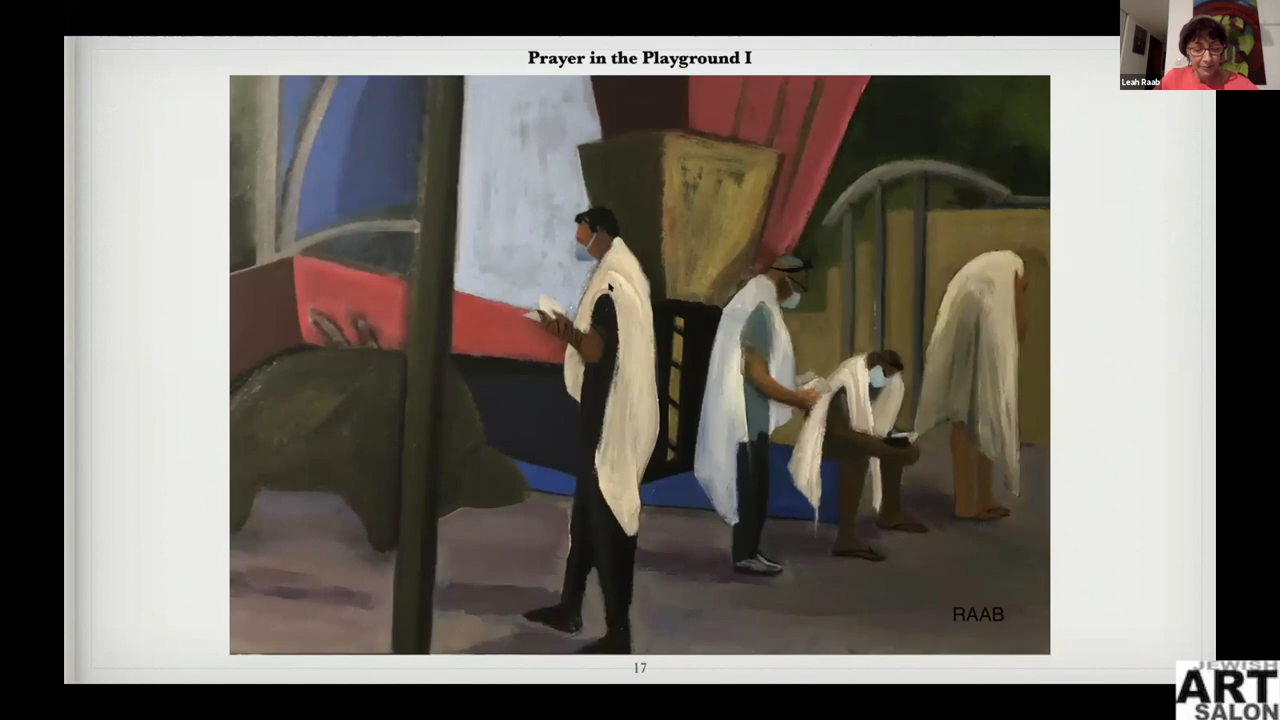 Prayer in the Playground I
Leah Raab
RAAB
17
JEWISH
ART
SALON